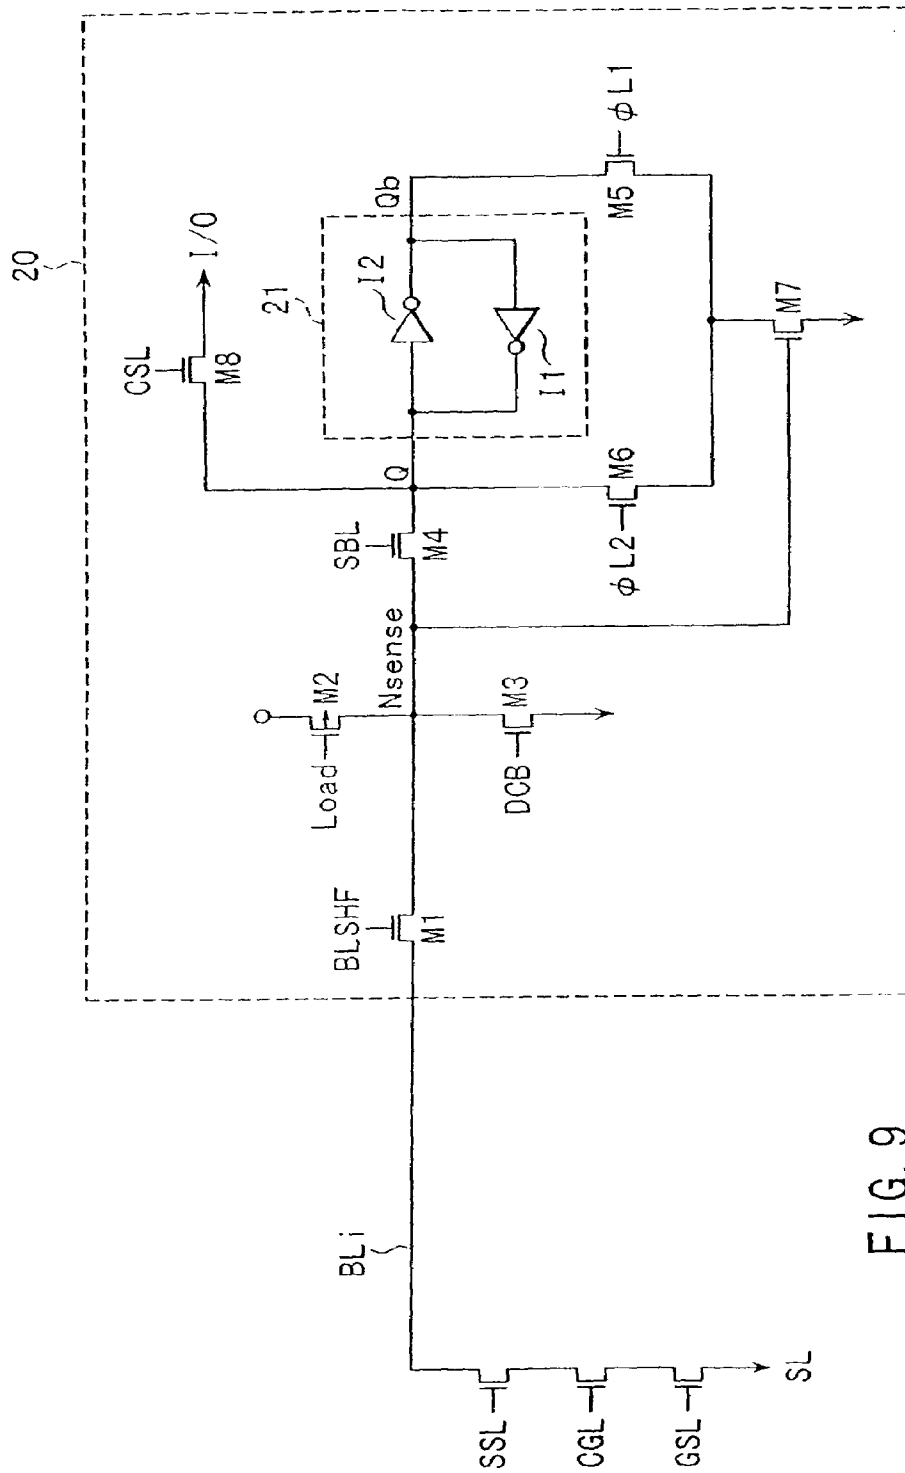 20
CSL
I/O
M8
21
I2
Qb
I1
Q
SBL
M4
M5
φL1
M6
φL2
M7
Nsense
M2
Load
M3
DCB
BLSHF
M1
BLi
SSL
CGL
GSL
SL
FIG. 9